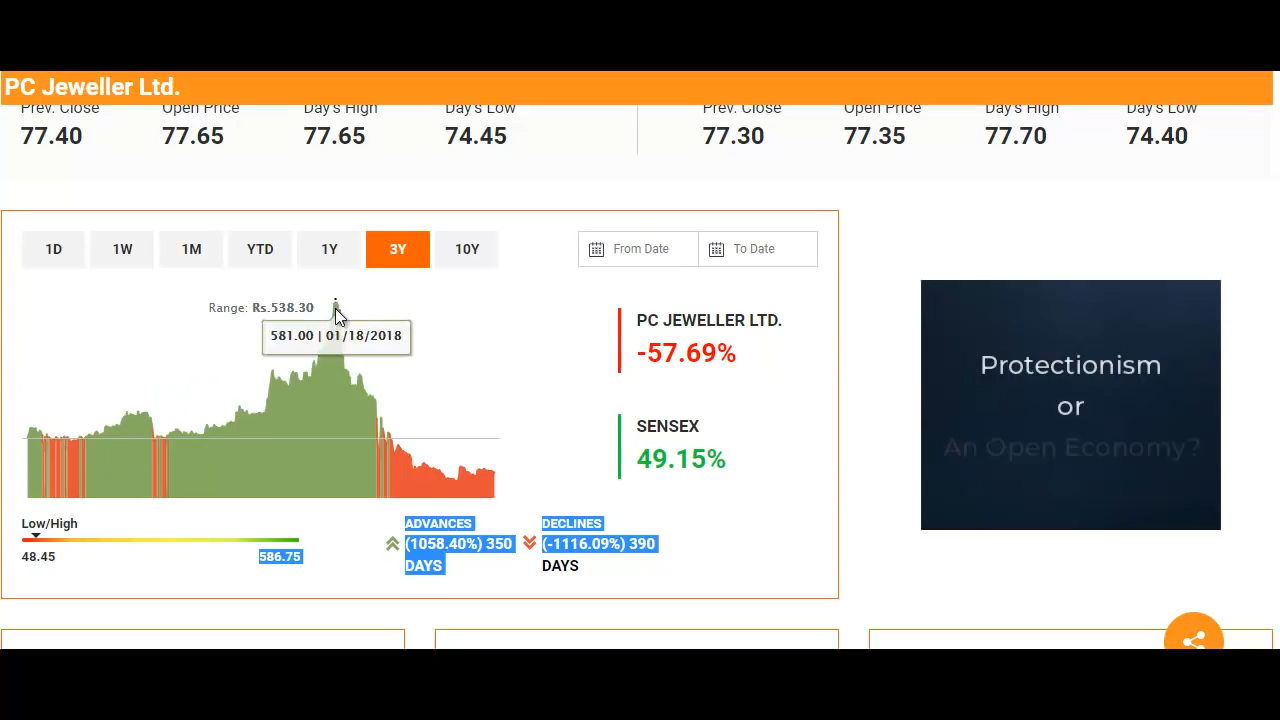 PC Jeweller Ltd.
Prev. Close Open Price Day's High Day's Low Prev. Close Open Price Day's High Day's Low
77.40 77.65 77.65 74.45 77.30 77.35 77.70 74.40
1D 1W 1M YTD 1Y 3Y 10Y From Date To Date
Range: Rs.538.30
581.00 | 01/18/2018
PC JEWELLER LTD.
-57.69%
SENSEX
49.15%
Protectionism
or
An Open Economy?
Low/High
48.45 586.75
ADVANCES
(1058.40%) 350
DAYS
DECLINES
(-1116.09%) 390
DAYS